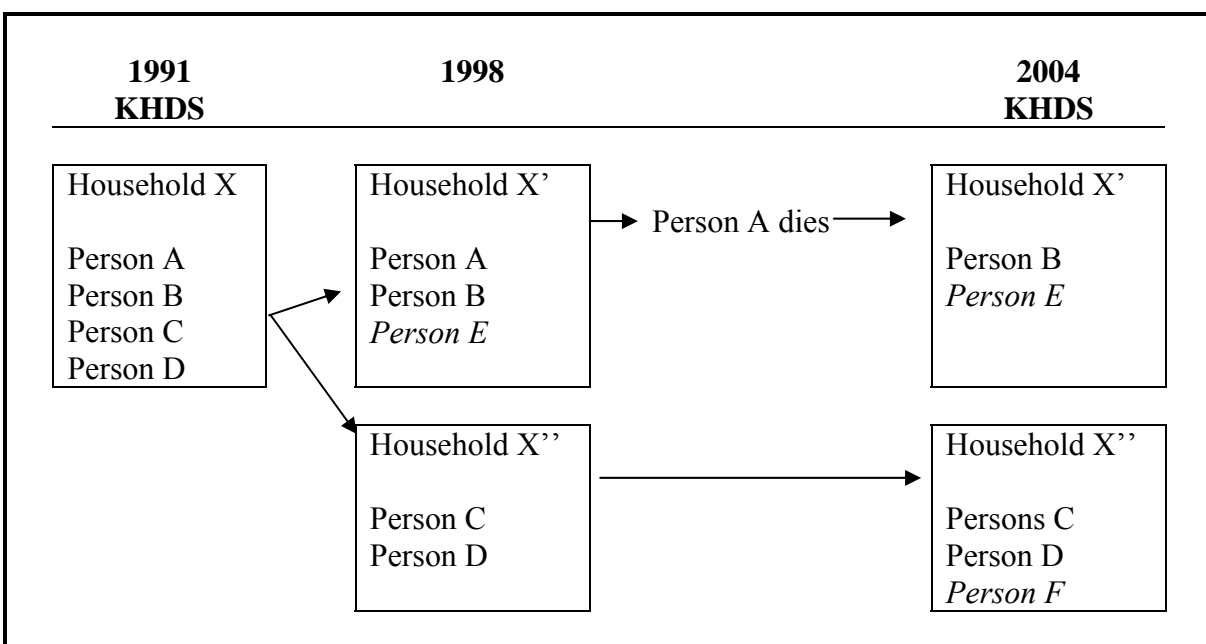 1991
KHDS
1998
2004
KHDS
Household X
Person A
Person B
Person C
Person D
Household X’
Person A
Person B
Person E
Person A dies
Household X’
Person B
Person E
Household X’’
Person C
Person D
Household X’’
Persons C
Person D
Person F